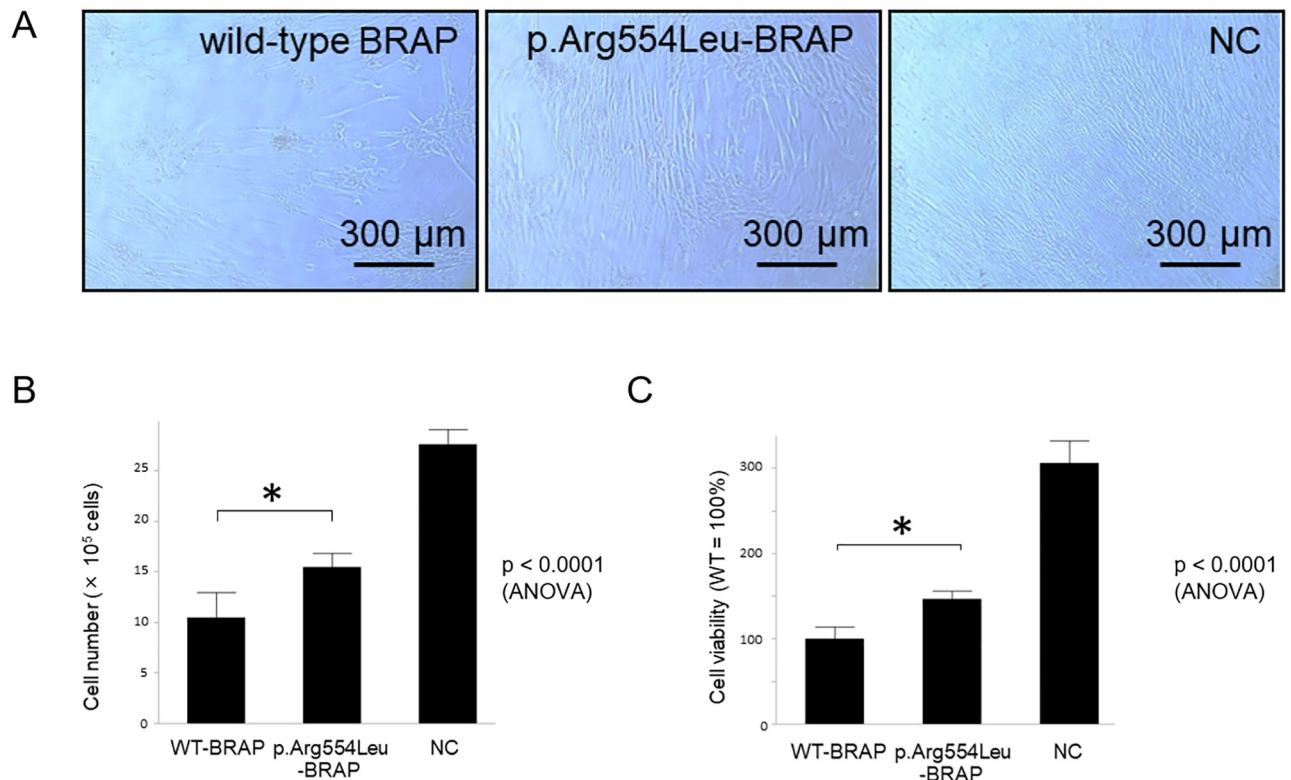 A
wild-type BRAP
p.Arg554Leu-BRAP
NC
300 µm
300 µm
300 µm
B
Cell number ( × 10⁵ cells)
25
20
15
10
5
0
*
WT-BRAP
p.Arg554Leu
-BRAP
NC
p < 0.0001
(ANOVA)
C
Cell viability (WT = 100%)
300
200
100
0
*
WT-BRAP
p.Arg554Leu
-BRAP
NC
p < 0.0001
(ANOVA)